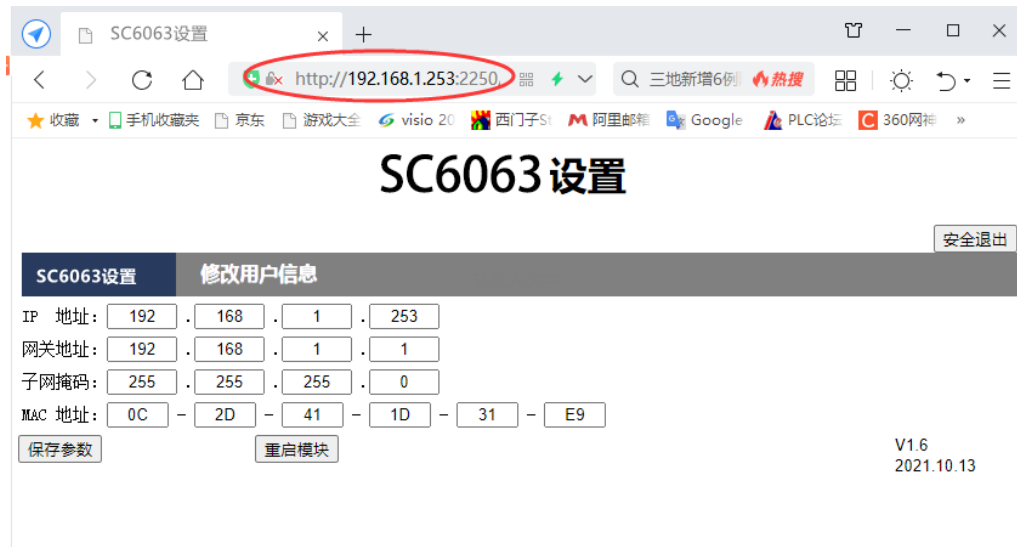 SC6063设置
http://192.168.1.253:2250
三地新增6例 热搜
收藏 手机收藏夹 京东 游戏大全 visio 20 西门子S 阿里邮箱 Google PLC论坛 360网神 »
SC6063 设置
安全退出
SC6063设置 修改用户信息
IP 地址: 192 . 168 . 1 . 253
网关地址: 192 . 168 . 1 . 1
子网掩码: 255 . 255 . 255 . 0
MAC 地址: 0C - 2D - 41 - 1D - 31 - E9
保存参数 重启模块
V1.6
2021.10.13